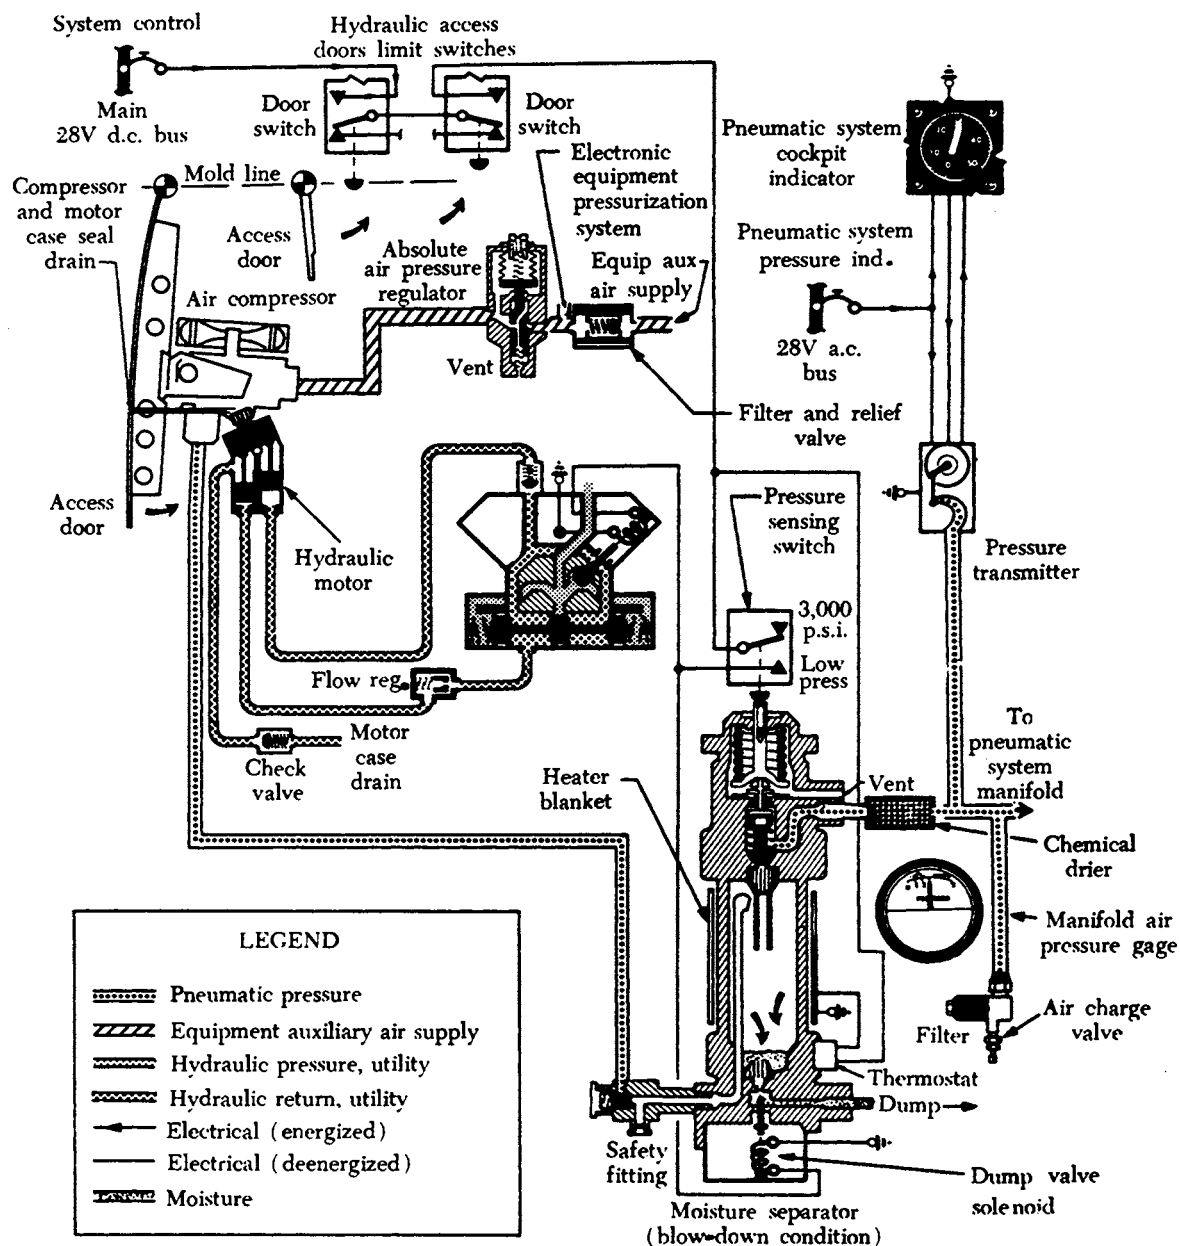 System control
Hydraulic access
doors limit switches
Main
28V d.c. bus
Door
switch
Door
switch
Pneumatic system
cockpit
indicator
Electronic
equipment
pressurization
system
Compressor
and motor
case seal
drain
Mold line
Access
door
Absolute
air pressure
regulator
Equip aux
air supply
Pneumatic system
pressure ind.
Air compressor
28V a.c.
bus
Vent
Filter and relief
valve
Access
door
Hydraulic
motor
Pressure
sensing
switch
Pressure
transmitter
3,000
p.s.i.
Low
press
Flow reg.
Motor
case
drain
Check
valve
To
pneumatic
system
manifold
Heater
blanket
Vent
Chemical
drier
Manifold air
pressure gage
Air charge
valve
Filter
Thermostat
Dump
Safety
fitting
Dump valve
solenoid
Moisture separator
(blow-down condition)
LEGEND
Pneumatic pressure
Equipment auxiliary air supply
Hydraulic pressure, utility
Hydraulic return, utility
Electrical (energized)
Electrical (deenergized)
Moisture